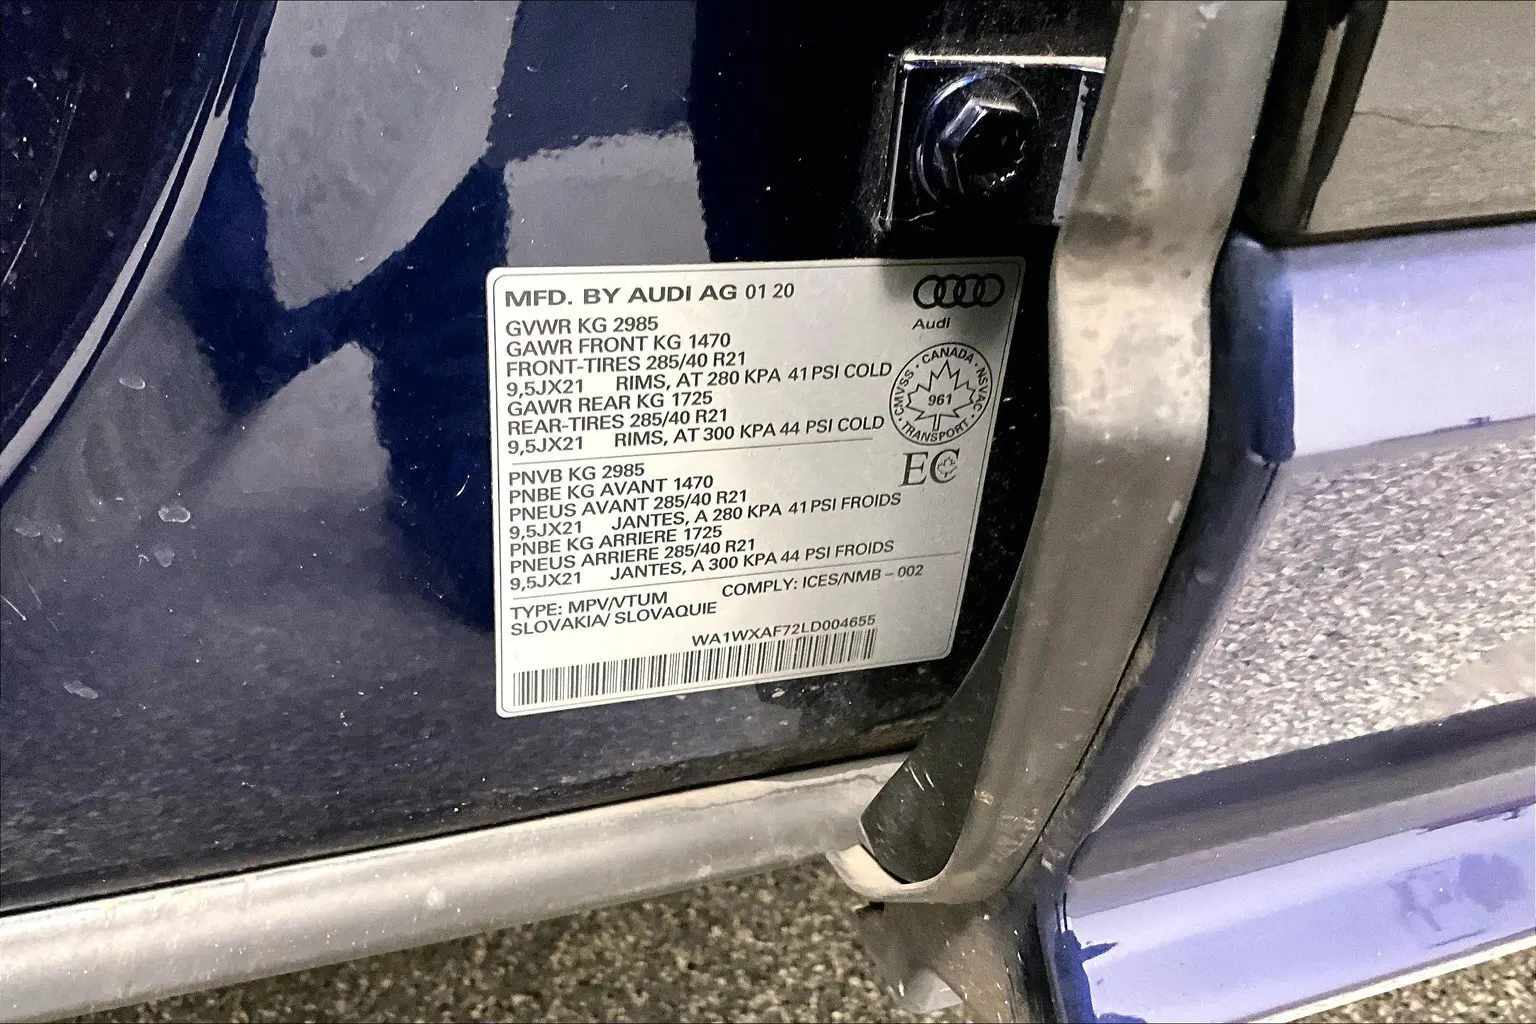 MFD. BY AUDI AG 01 20
Audi
GVWR KG 2985
GAWR FRONT KG 1470
FRONT-TIRES 285/40 R21
9,5JX21 RIMS, AT 280 KPA 41 PSI COLD
GAWR REAR KG 1725
REAR-TIRES 285/40 R21
9,5JX21 RIMS, AT 300 KPA 44 PSI COLD
CANADA · NSVAC · TRANSPORT · CMVSS ·
961
EC
PNVB KG 2985
PNBE KG AVANT 1470
PNEUS AVANT 285/40 R21
9,5JX21 JANTES, A 280 KPA 41 PSI FROIDS
PNBE KG ARRIERE 1725
PNEUS ARRIERE 285/40 R21
9,5JX21 JANTES, A 300 KPA 44 PSI FROIDS
TYPE: MPV/VTUM COMPLY: ICES/NMB – 002
SLOVAKIA/ SLOVAQUIE
WA1WXAF72LD004655